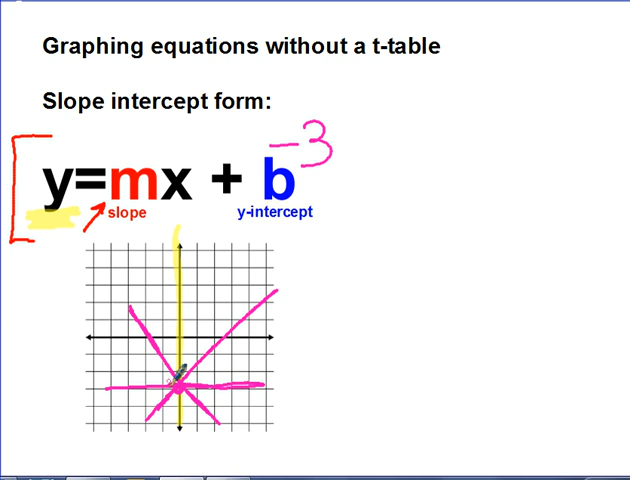 Graphing equations without a t-table
Slope intercept form:
-3
y=mx + b
slope
y-intercept